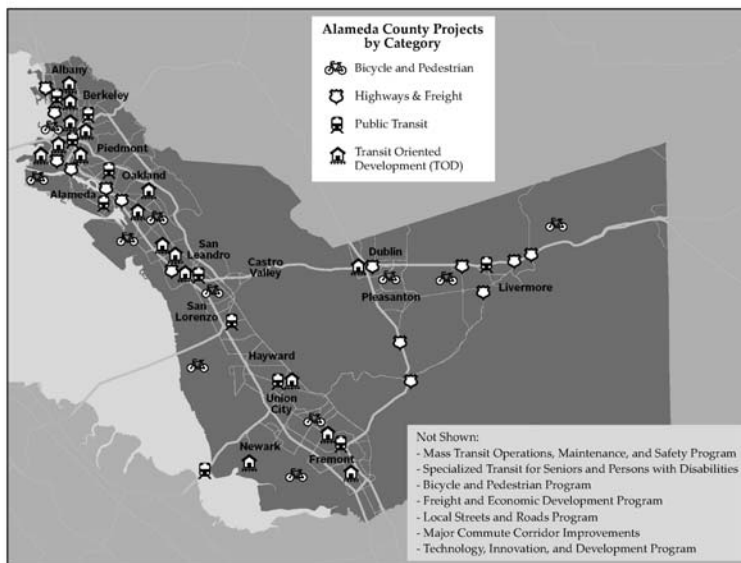 Alameda County Projects
by Category
Bicycle and Pedestrian
Highways & Freight
Public Transit
Transit Oriented
Development (TOD)
Albany
Berkeley
Piedmont
Oakland
Alameda
San
Leandro
Castro
Valley
Dublin
Pleasanton
Livermore
San
Lorenzo
Hayward
Union
City
Newark
Fremont
Not Shown:
- Mass Transit Operations, Maintenance, and Safety Program
- Specialized Transit for Seniors and Persons with Disabilities
- Bicycle and Pedestrian Program
- Freight and Economic Development Program
- Local Streets and Roads Program
- Major Commute Corridor Improvements
- Technology, Innovation, and Development Program